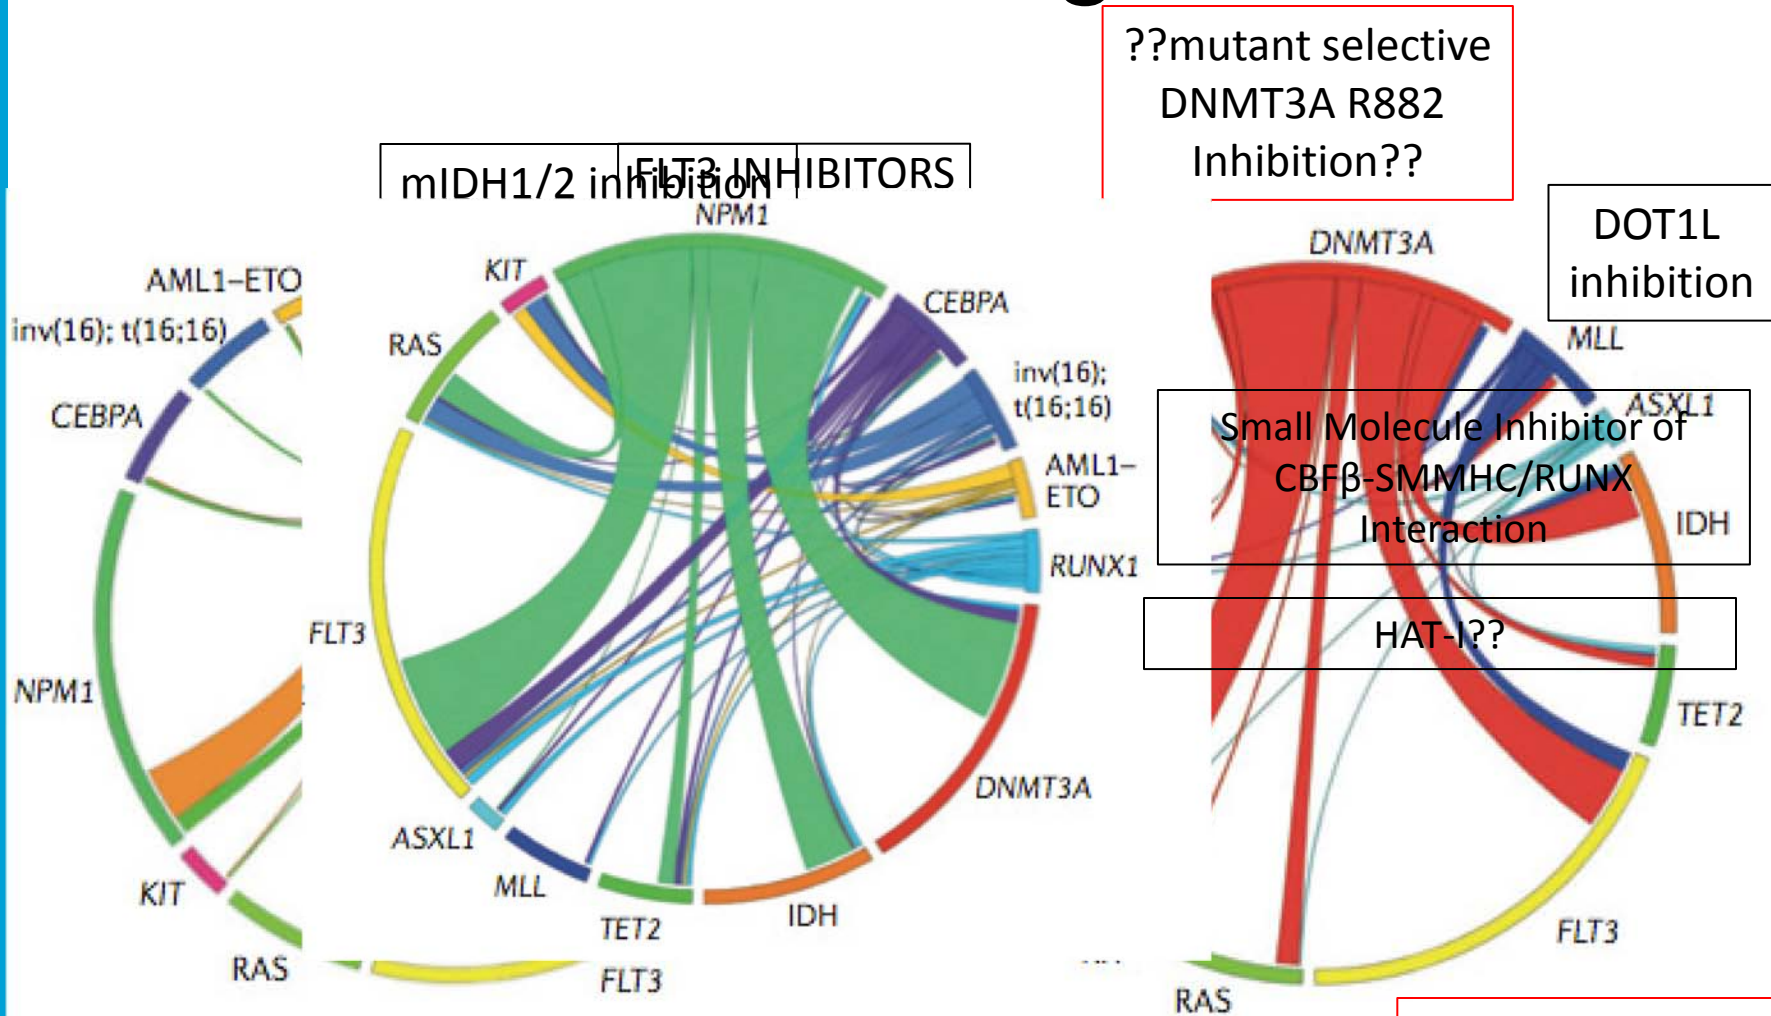 ??mutant selective
DNMT3A R882
Inhibition??
mIDH1/2 inhibition
FLT3 INHIBITORS
DOT1L
inhibition
AML1–ETO
inv(16); t(16;16)
CEBPA
NPM1
KIT
RAS
FLT3
NPM1
KIT
RAS
FLT3
ASXL1
MLL
TET2
IDH
DNMT3A
RUNX1
AML1–
ETO
inv(16);
t(16;16)
CEBPA
DNMT3A
MLL
ASXL1
Small Molecule Inhibitor of
CBFβ-SMMHC/RUNX
Interaction
IDH
HAT-I??
TET2
FLT3
RAS